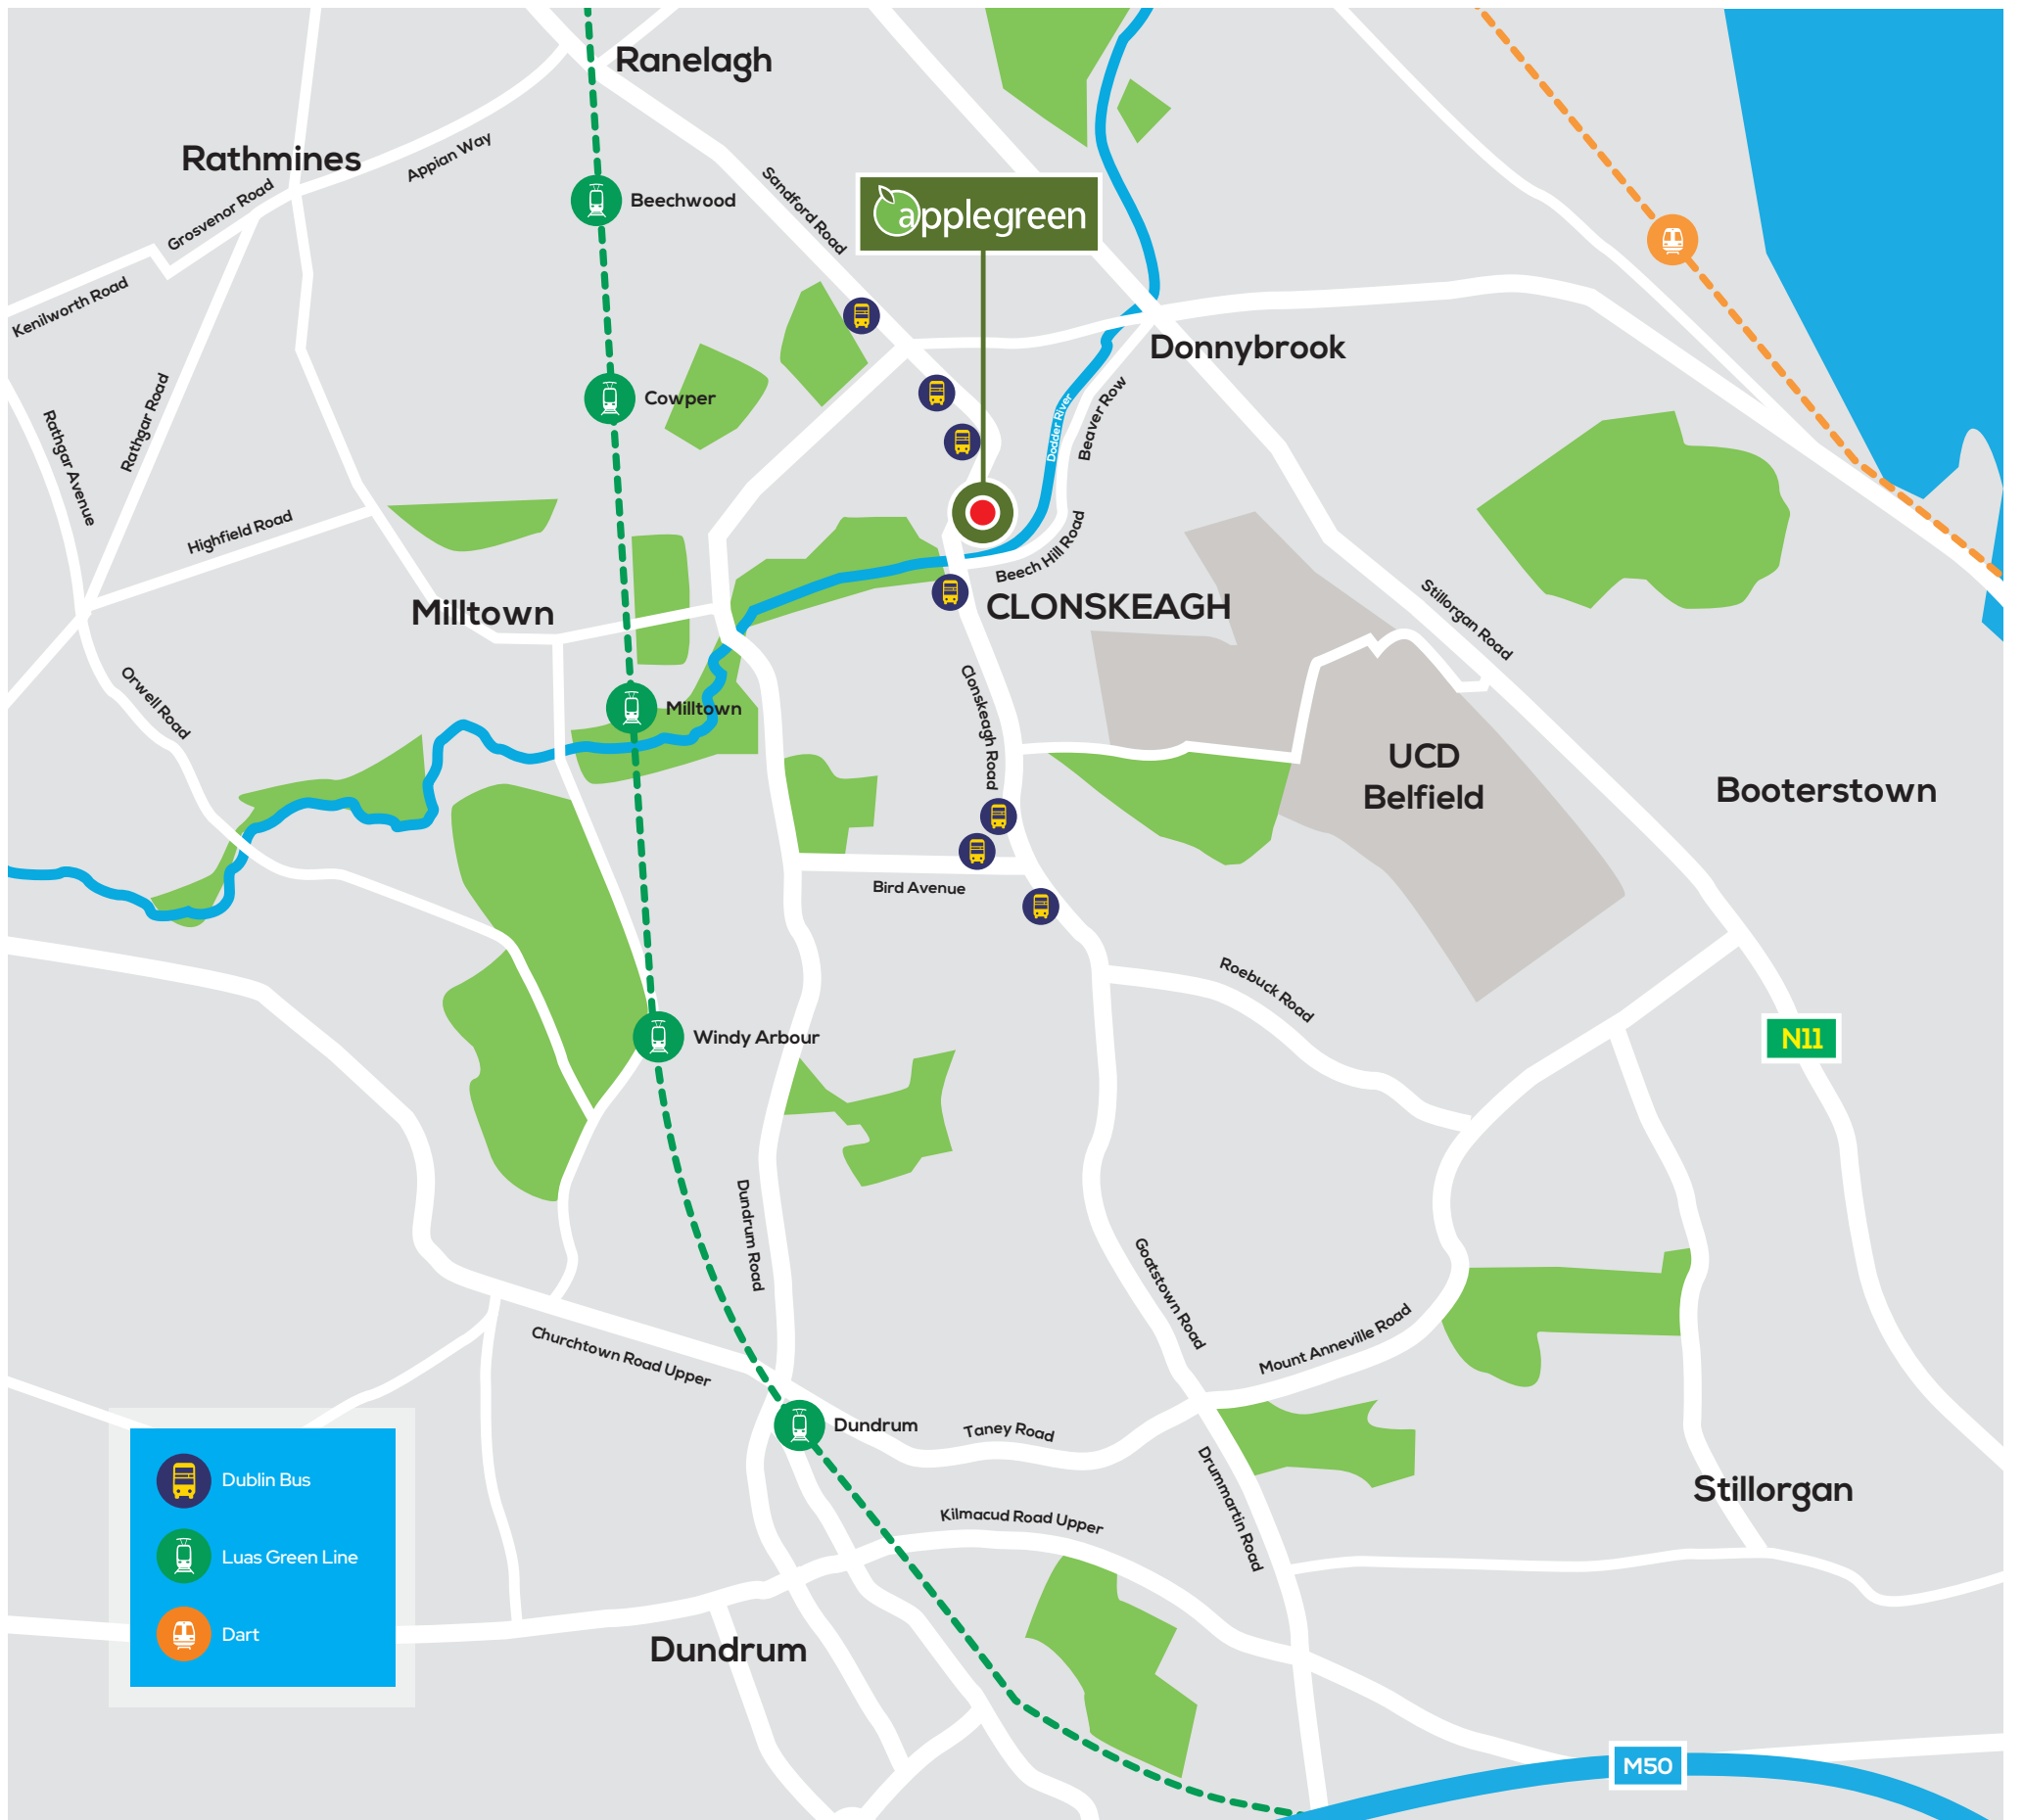 Ranelagh
Rathmines
Appian Way
Grosvenor Road
Beechwood
Sandford Road
applegreen
Kenilworth Road
Donnybrook
Cowper
Rathgar Road
Rathgar Avenue
Dodder River
Beaver Row
Highfield Road
Beech Hill Road
CLONSKEAGH
Milltown
Stillorgan Road
Orwell Road
Milltown
Clonskeagh Road
UCD
Belfield
Booterstown
Bird Avenue
Roebuck Road
Windy Arbour
N11
Dundrum Road
Goatstown Road
Churchtown Road Upper
Mount Anneville Road
Dundrum
Taney Road
Drummartin Road
Stillorgan
Kilmacud Road Upper
Dublin Bus
Luas Green Line
Dart
Dundrum
M50